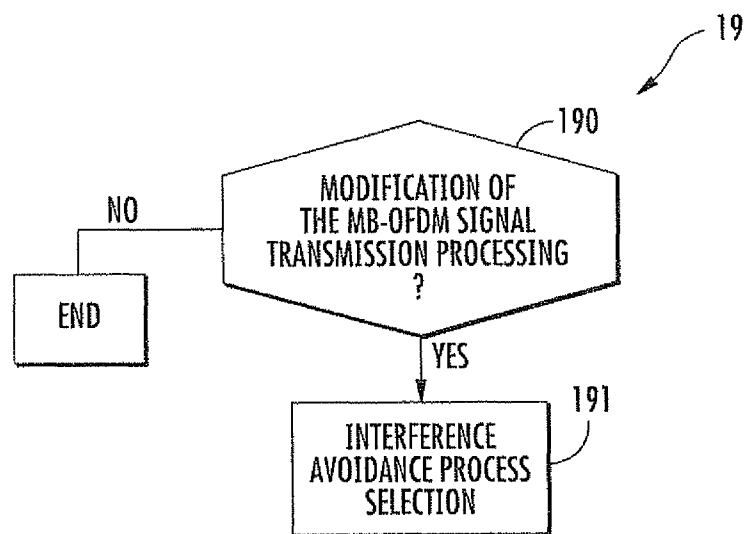 19
190
MODIFICATION OF
THE MB-OFDM SIGNAL
TRANSMISSION PROCESSING
?
NO
END
YES
191
INTERFERENCE
AVOIDANCE PROCESS
SELECTION